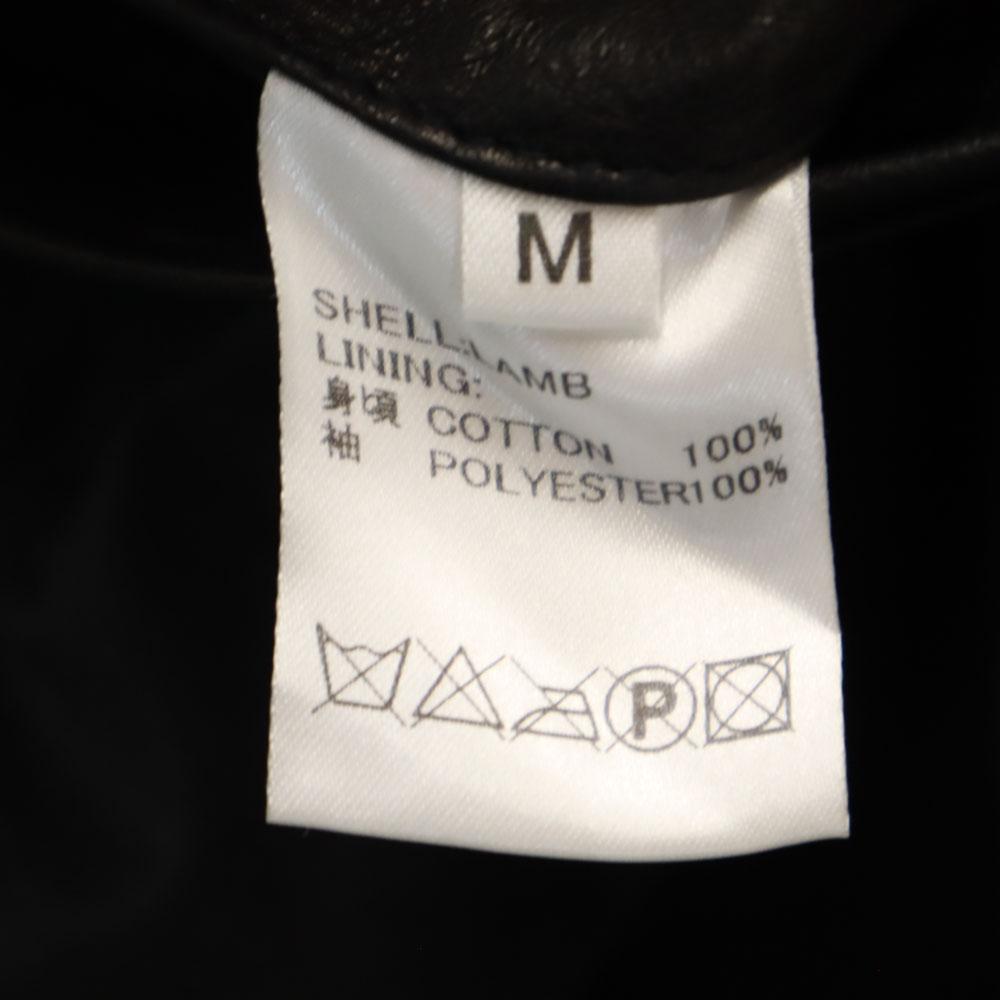 M
SHELL:LAMB
LINING:
身頃 COTTON 100%
袖 POLYESTER100%
P